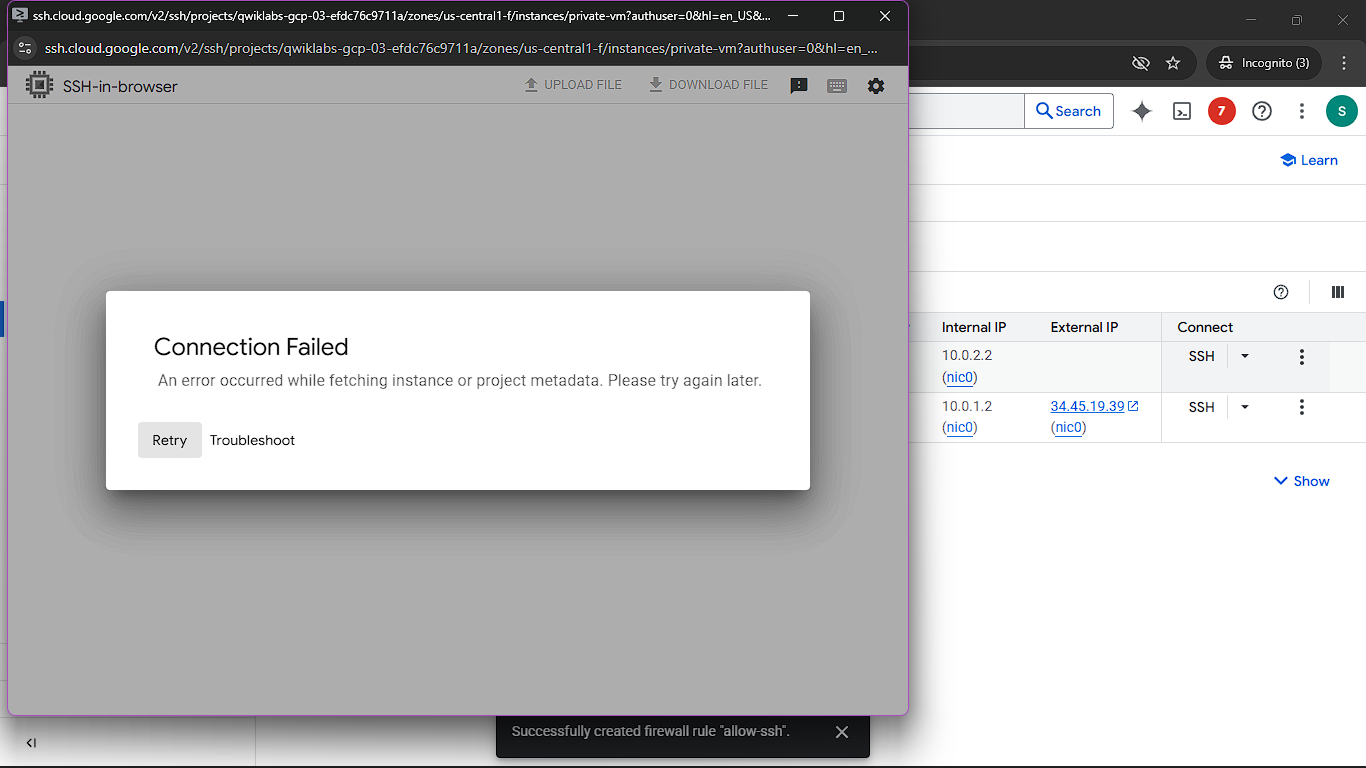 ssh.cloud.google.com/v2/ssh/projects/qwiklabs-gcp-03-efdc76c9711a/zones/us-central1-f/instances/private-vm?authuser=0&hl=en_US&...
ssh.cloud.google.com/v2/ssh/projects/qwiklabs-gcp-03-efdc76c9711a/zones/us-central1-f/instances/private-vm?authuser=0&hl=en_...
Incognito (3)
SSH-in-browser
UPLOAD FILE
DOWNLOAD FILE
Search
7
S
Learn
Connection Failed
An error occurred while fetching instance or project metadata. Please try again later.
Retry
Troubleshoot
Internal IP
External IP
Connect
10.0.2.2
(nic0)
SSH
10.0.1.2
(nic0)
34.45.19.39
(nic0)
SSH
Show
Successfully created firewall rule "allow-ssh".